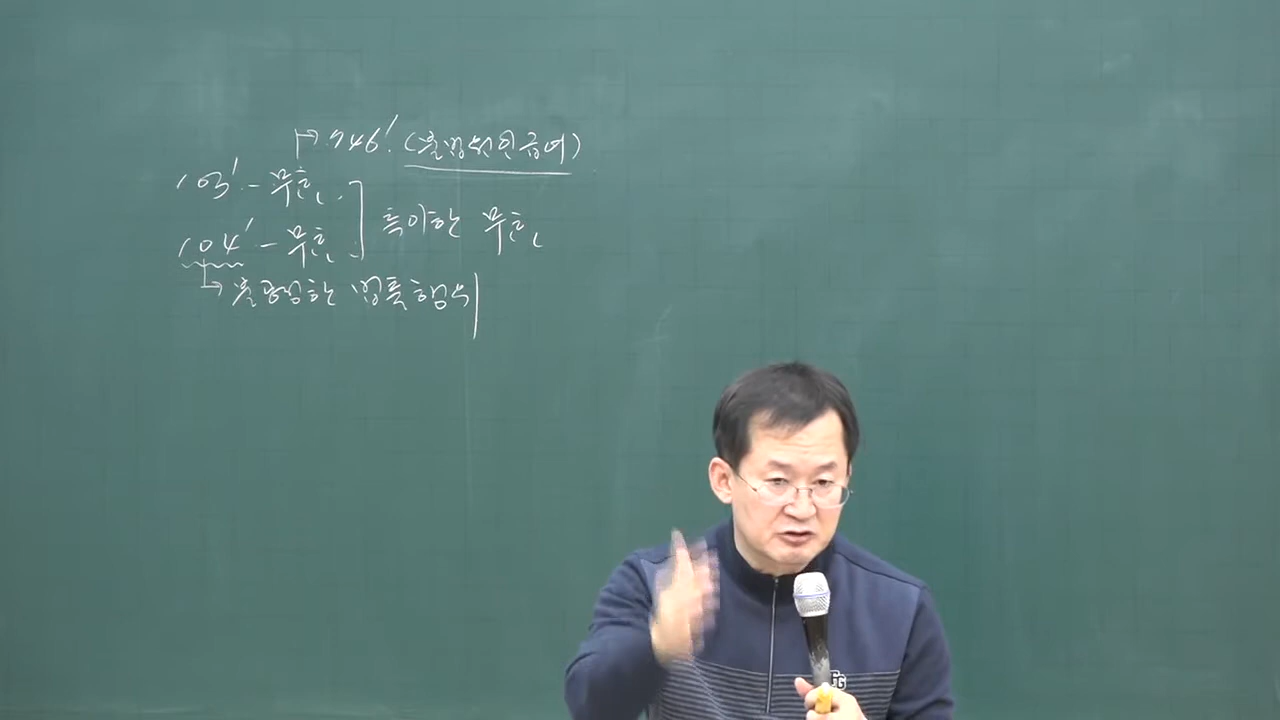 → 746' (불법원인급여)
103' - 무효
104' - 무효
특이한 무효
→ 불공정한 법률행위
G